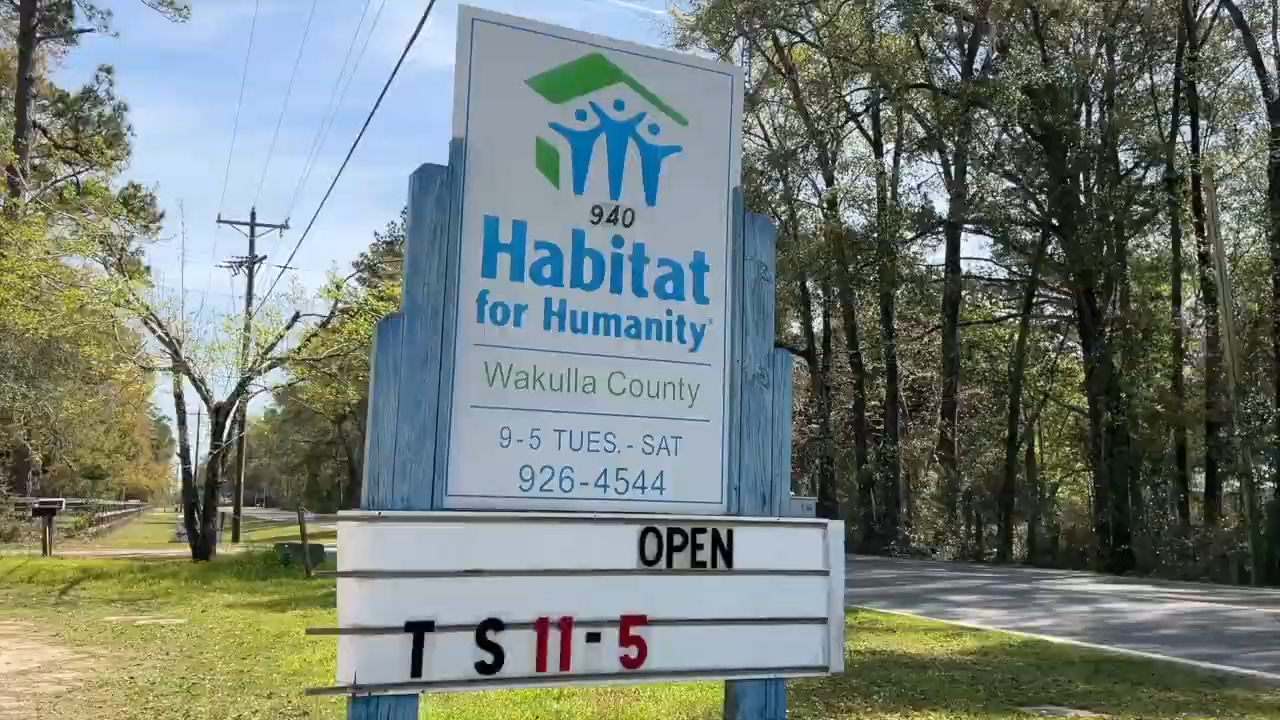 940
Habitat
for Humanity®
Wakulla County
9-5 TUES.- SAT
926-4544
OPEN
T S 11-5